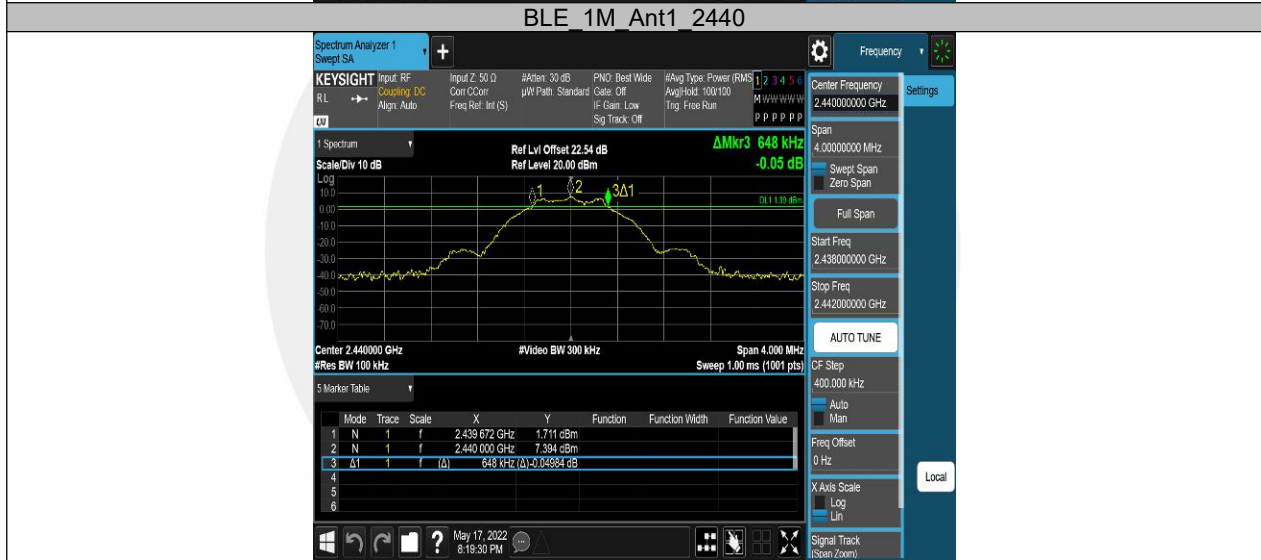 BLE_1M_Ant1_2440
Spectrum Analyzer 1
Swept SA
Frequency
KEYSIGHT Input: RF Input Z: 50 Ω #Atten: 30 dB PNO: Best Wide #Avg Type: Power (RMS 1 2 3 4 5 6
RL Coupling: DC Corr CCorr µW Path: Standard Gate: Off Avg|Hold: 100/100 M W W W W W
Align: Auto Freq Ref: Int (S) IF Gain: Low Trig: Free Run
Sig Track: Off P P P P P P
Center Frequency
2.440000000 GHz
Settings
Span
4.00000000 MHz
Swept Span
Zero Span
Full Span
Start Freq
2.438000000 GHz
Stop Freq
2.442000000 GHz
AUTO TUNE
CF Step
400.000 kHz
Auto
Man
Freq Offset
0 Hz
X Axis Scale
Log
Lin
Signal Track
(Span Zoom)
Local
1 Spectrum Ref Lvl Offset 22.54 dB ΔMkr3 648 kHz
Scale/Div 10 dB Ref Level 20.00 dBm -0.05 dB
Log
1 2 3Δ1
10.0
DL1 1.39 dBm
0.00
-10.0
-20.0
-30.0
-40.0
-50.0
-60.0
-70.0
Center 2.440000 GHz #Video BW 300 kHz Span 4.000 MHz
#Res BW 100 kHz Sweep 1.00 ms (1001 pts)
5 Marker Table
Mode Trace Scale X Y Function Function Width Function Value
1 N 1 f 2.439 672 GHz 1.711 dBm
2 N 1 f 2.440 000 GHz 7.394 dBm
3 Δ1 1 f (Δ) 648 kHz (Δ) -0.04984 dB
4
5
6
? May 17, 2022
8:19:30 PM